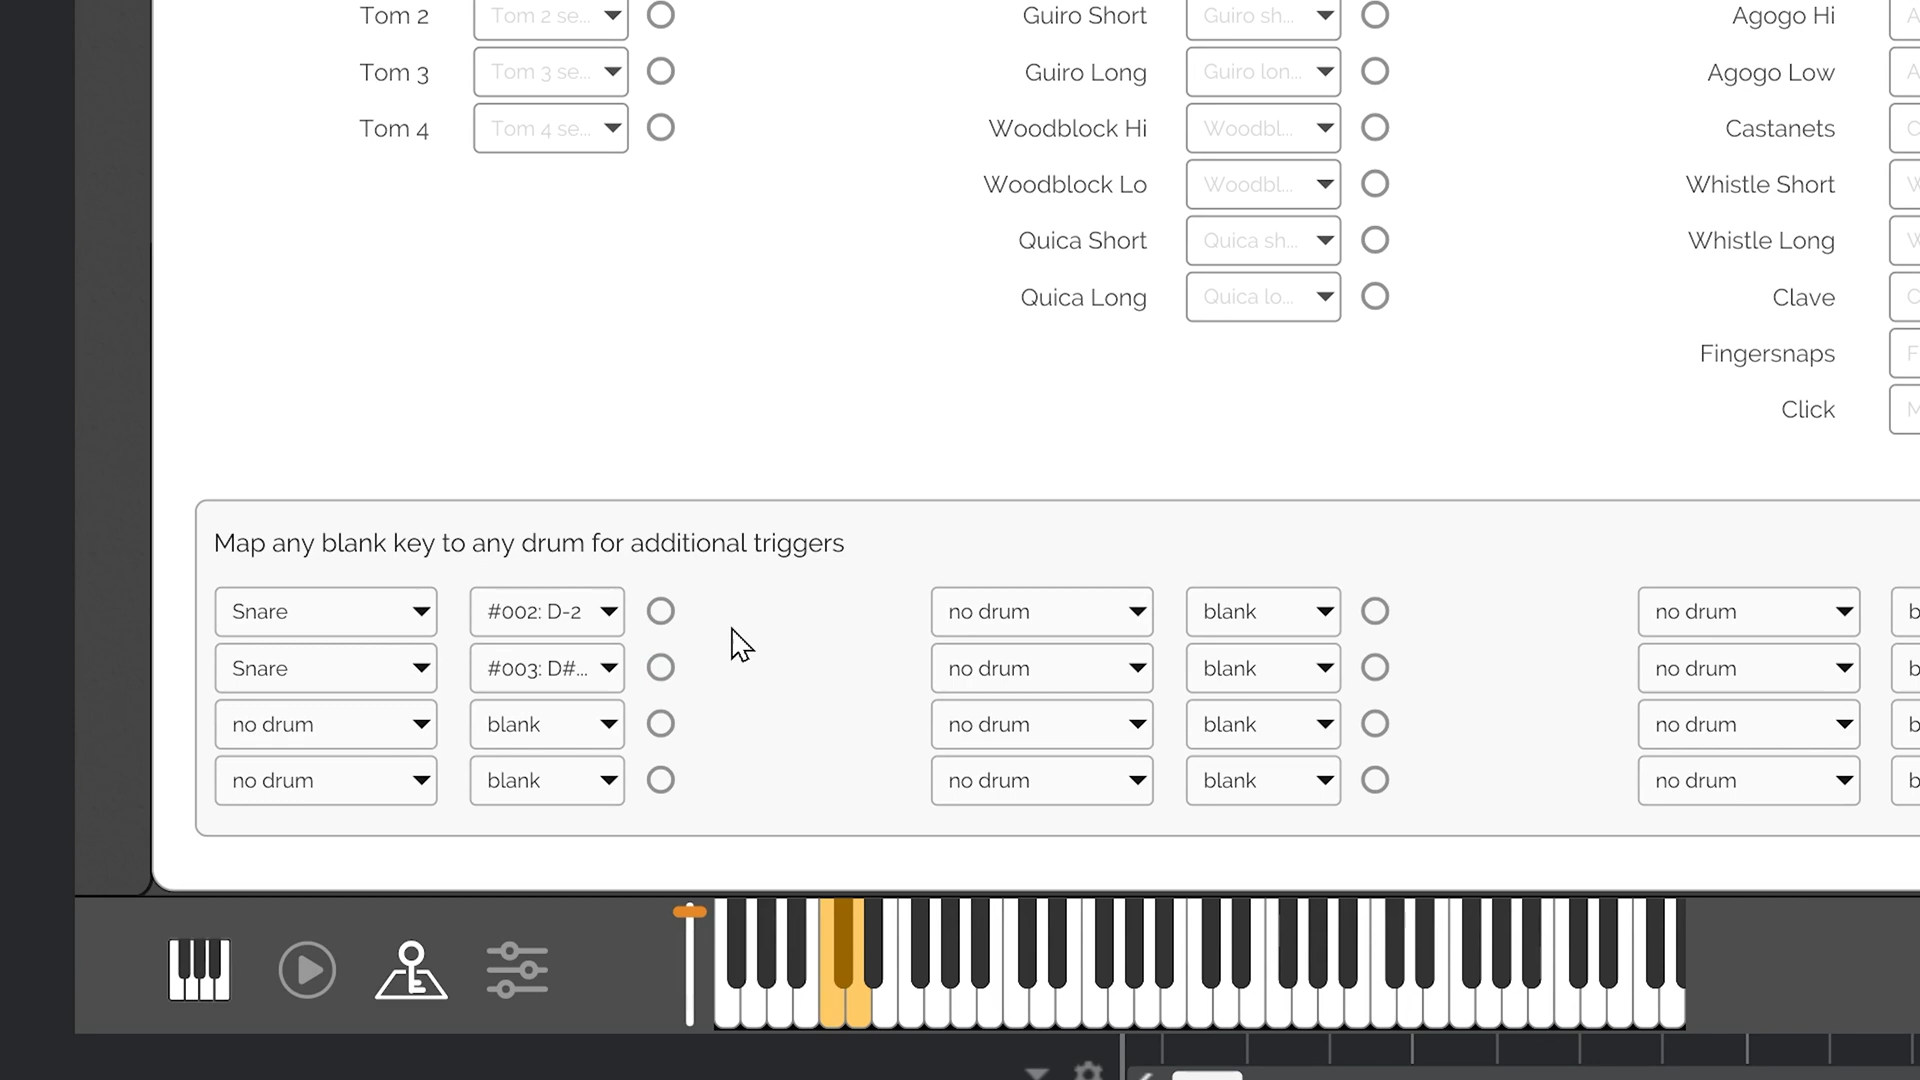 Tom 2 Tom 2 se... Guiro Short Guiro sh... Agogo Hi
Tom 3 Tom 3 se... Guiro Long Guiro lon... Agogo Low
Tom 4 Tom 4 se... Woodblock Hi Woodbl... Castanets
Woodblock Lo Woodbl... Whistle Short
Quica Short Quica sh... Whistle Long
Quica Long Quica lo... Clave
Fingersnaps
Click
Map any blank key to any drum for additional triggers
Snare #002: D-2 no drum blank no drum
Snare #003: D#... no drum blank no drum
no drum blank no drum blank no drum
no drum blank no drum blank no drum